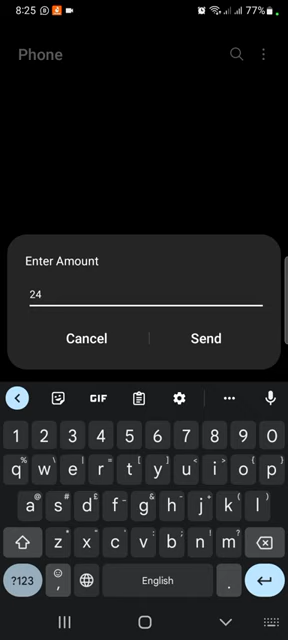 8:25
77%
Phone
Enter Amount
24
Cancel
Send
GIF
1 2 3 4 5 6 7 8 9 0
q w e r t y u i o p
% \ | = [ ] < > { }
a s d f g h j k l
@ # £ _ & - + ( )
z x c v b n m
* " ' : ; ! ?
?123 , English .